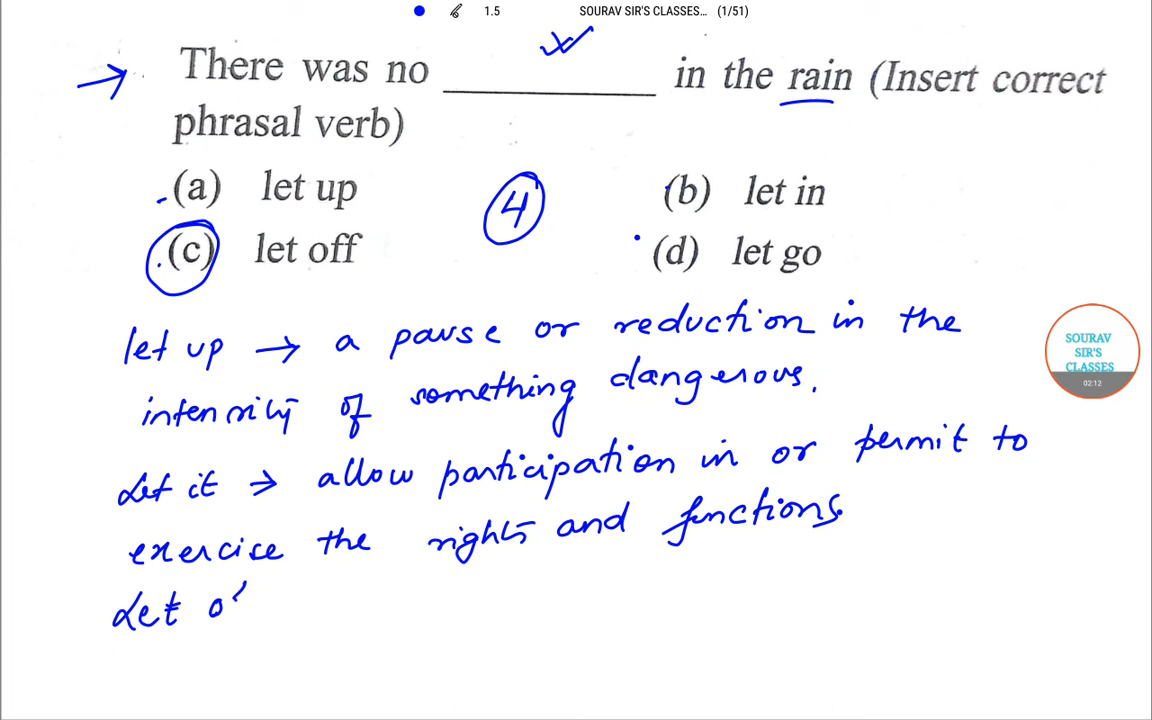 1.5 SOURAV SIR'S CLASSES... (1/51)
There was no __________ in the rain (Insert correct
phrasal verb)
(a) let up 4 (b) let in
(c) let off (d) let go
let up → a pause or reduction in the
intensity of something dangerous.
Let it → allow participation in or permit to
exercise the rights and functions.
Let o
SOURAV
SIR'S
CLASSES
02:12